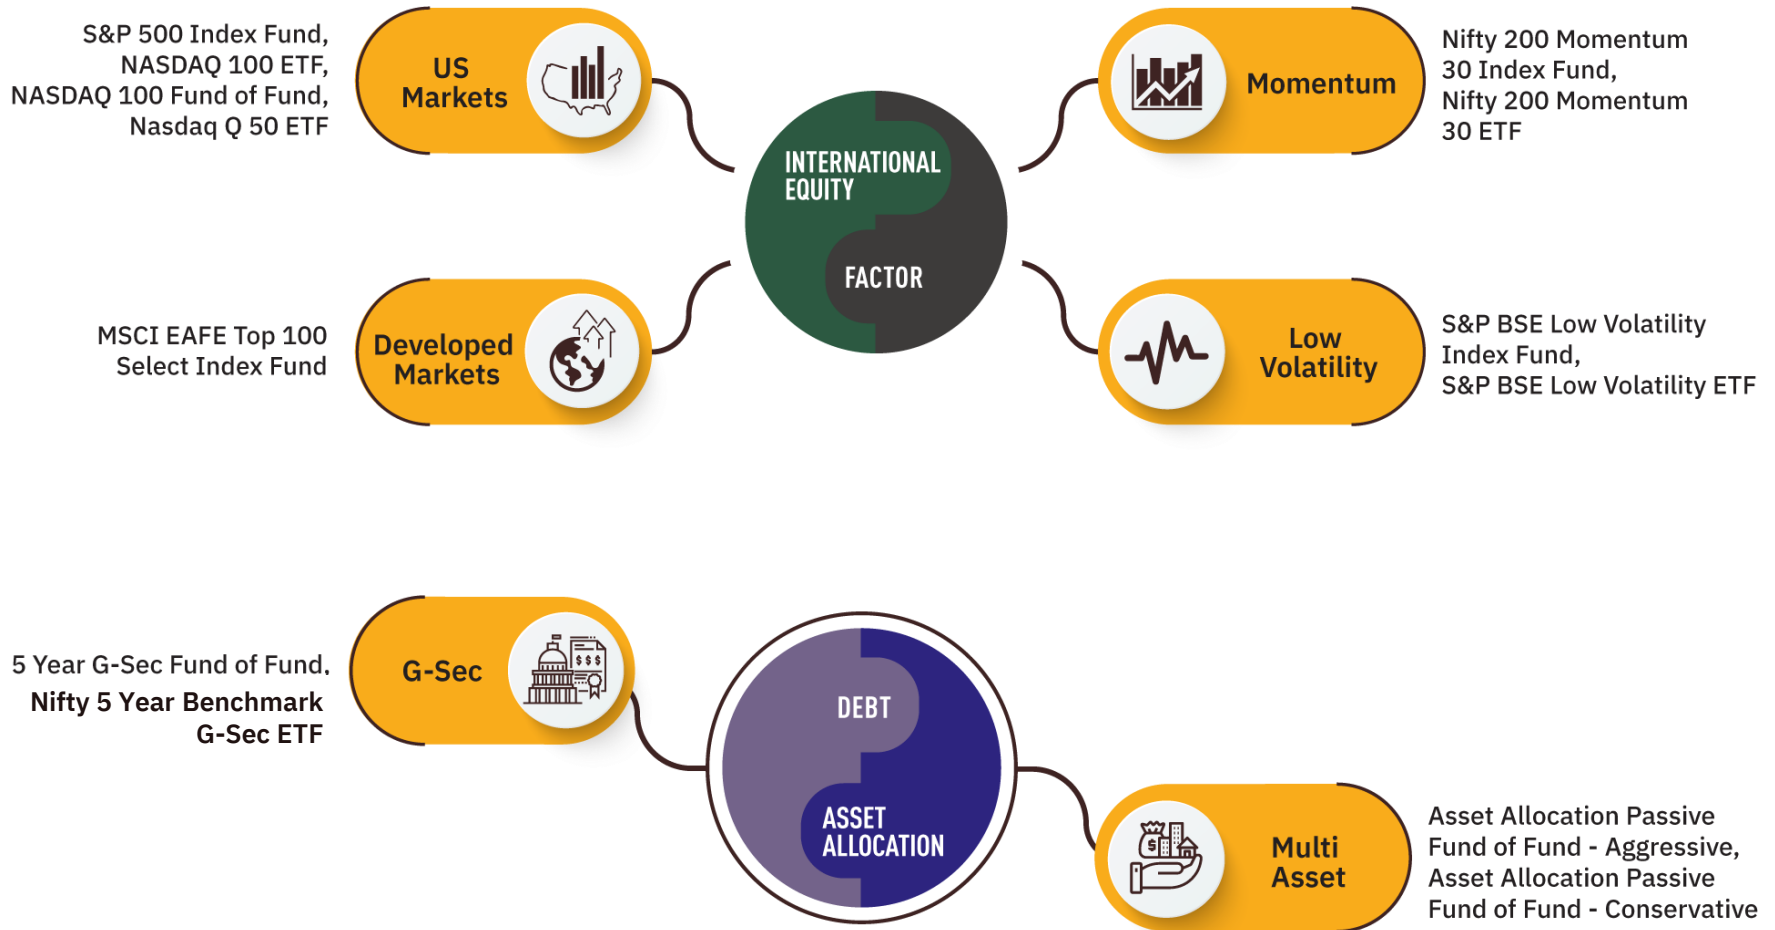 S&P 500 Index Fund,
NASDAQ 100 ETF,
NASDAQ 100 Fund of Fund,
Nasdaq Q 50 ETF
US
Markets
INTERNATIONAL
EQUITY
FACTOR
Momentum
Nifty 200 Momentum
30 Index Fund,
Nifty 200 Momentum
30 ETF
MSCI EAFE Top 100
Select Index Fund
Developed
Markets
Low
Volatility
S&P BSE Low Volatility
Index Fund,
S&P BSE Low Volatility ETF
5 Year G-Sec Fund of Fund.
Nifty 5 Year Benchmark
G-Sec ETF
G-Sec
$ $ $
DEBT
ASSET
ALLOCATION
$
Multi
Asset
Asset Allocation Passive
Fund of Fund - Aggressive,
Asset Allocation Passive
Fund of Fund - Conservative